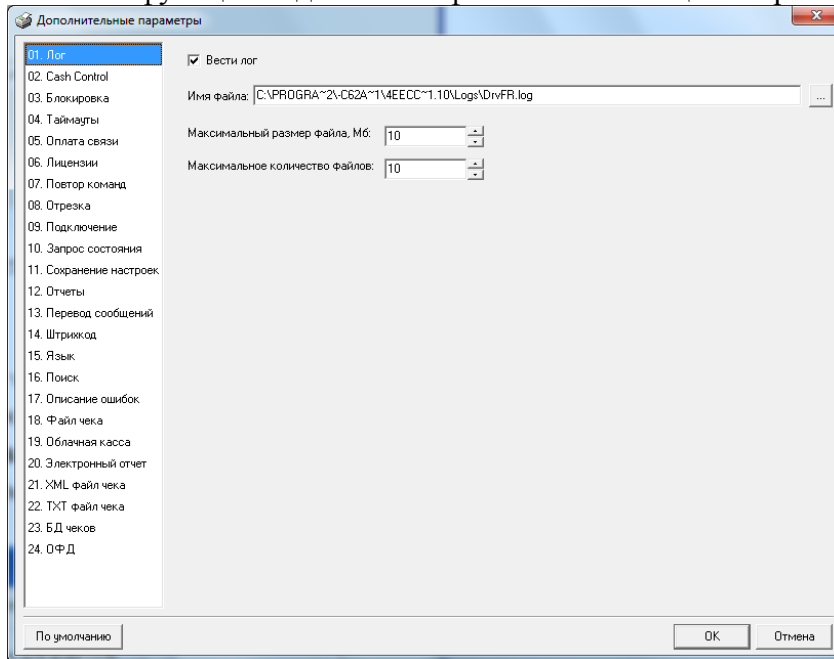 Дополнительные параметры
01. Лог
02. Cash Control
03. Блокировка
04. Таймауты
05. Оплата связи
06. Лицензии
07. Повтор команд
08. Отрезка
09. Подключение
10. Запрос состояния
11. Сохранение настроек
12. Отчеты
13. Перевод сообщений
14. Штрихкод
15. Язык
16. Поиск
17. Описание ошибок
18. Файл чека
19. Облачная касса
20. Электронный отчет
21. XML файл чека
22. TXT файл чека
23. БД чеков
24. ОФД
Вести лог
Имя файла: C:\PROGRA~2\-C62A~1\4EECC~1.10\Logs\DrvFR.log ...
Максимальный размер файла, Мб: 10
Максимальное количество файлов: 10
По умолчанию OK Отмена